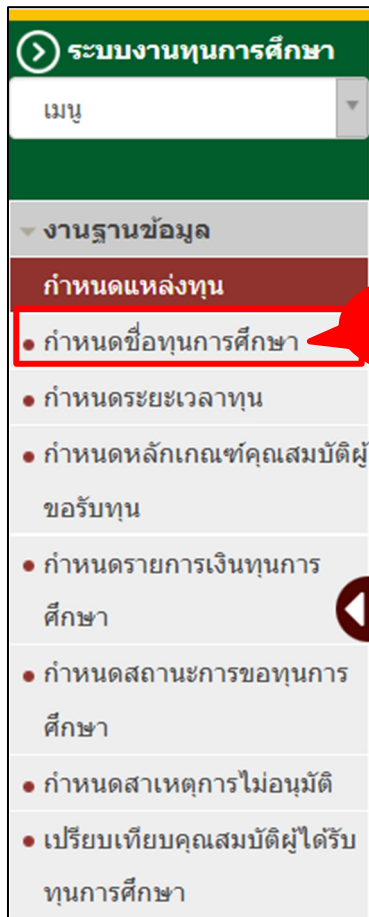 ระบบงานทุนการศึกษา
เมนู
งานฐานข้อมูล
กำหนดแหล่งทุน
กำหนดชื่อทุนการศึกษา
กำหนดระยะเวลาทุน
กำหนดหลักเกณฑ์คุณสมบัติผู้
ขอรับทุน
กำหนดรายการเงินทุนการ
ศึกษา
กำหนดสถานะการขอทุนการ
ศึกษา
กำหนดสาเหตุการไม่อนุมัติ
เปรียบเทียบคุณสมบัติผู้ได้รับ
ทุนการศึกษา